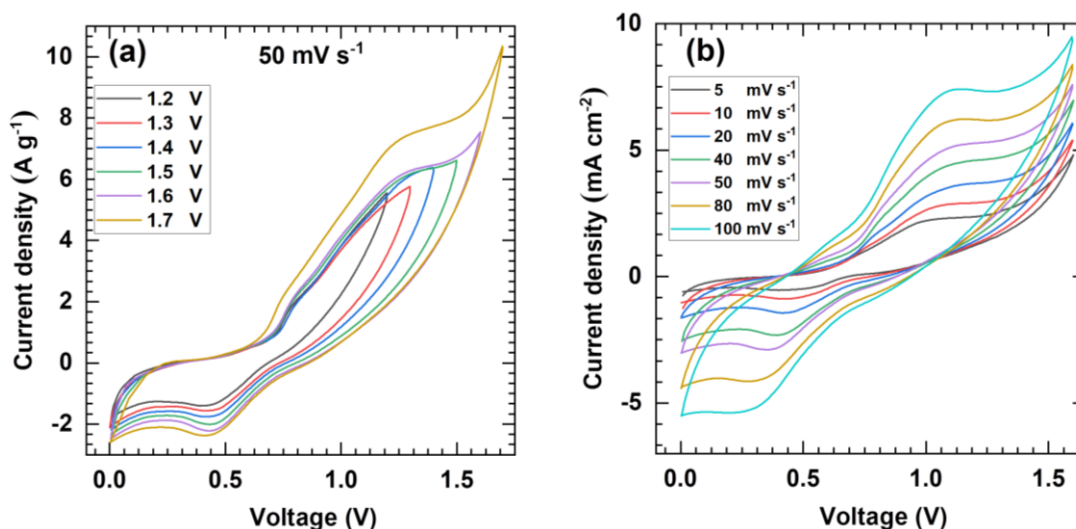 (a)
50 mV s⁻¹
1.2 V
1.3 V
1.4 V
1.5 V
1.6 V
1.7 V
Current density (A g⁻¹)
10
8
6
4
2
0
-2
0.0 0.5 1.0 1.5
Voltage (V)
(b)
5 mV s⁻¹
10 mV s⁻¹
20 mV s⁻¹
40 mV s⁻¹
50 mV s⁻¹
80 mV s⁻¹
100 mV s⁻¹
Current density (mA cm⁻²)
10
5
0
-5
0.0 0.5 1.0 1.5
Voltage (V)